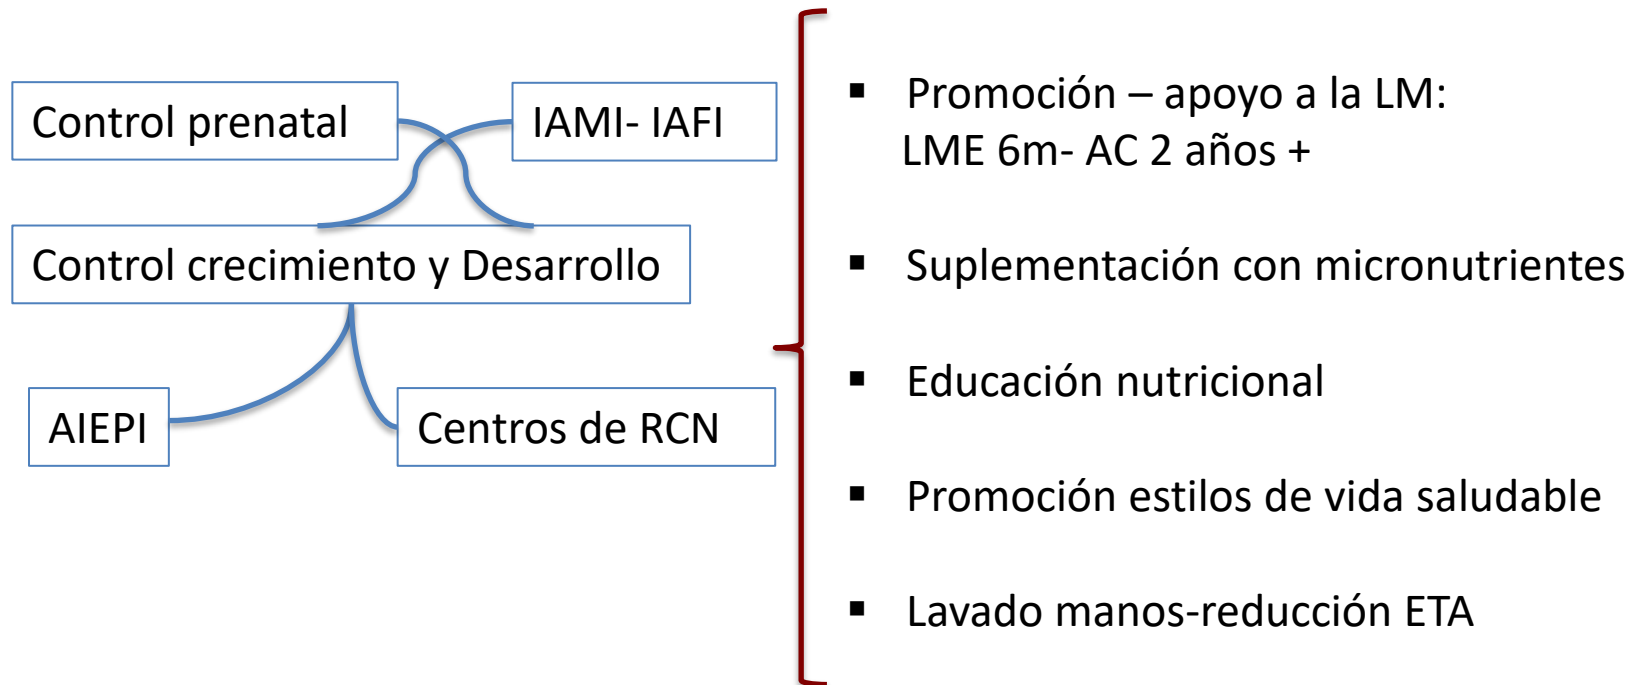 Control prenatal
IAMI- IAFI
Control crecimiento y Desarrollo
AIEPI
Centros de RCN
▪ Promoción – apoyo a la LM:
LME 6m- AC 2 años +
▪ Suplementación con micronutrientes
▪ Educación nutricional
▪ Promoción estilos de vida saludable
▪ Lavado manos-reducción ETA